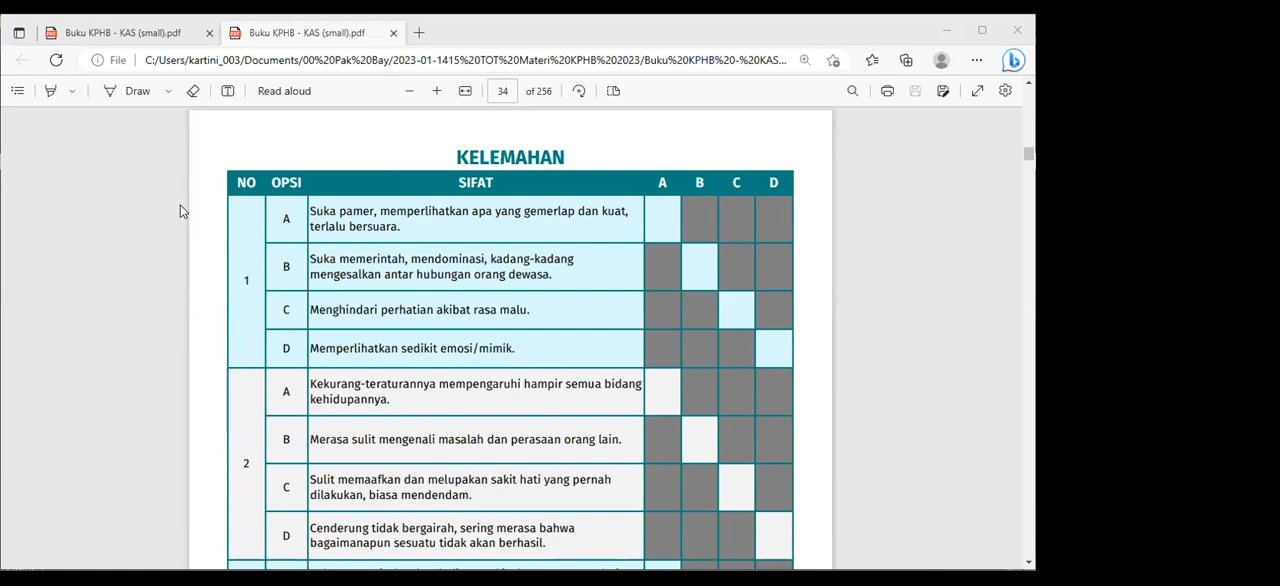 Buku KPHB - KAS (small).pdf
Buku KPHB - KAS (small).pdf
File C:/Users/kartini_003/Documents/00%20Pak%20Bay/2023-01-1415%20TOT%20Materi%20KPHB%202023/Buku%20KPHB%20-%20KAS...
Draw Read aloud 34 of 256
KELEMAHAN
NO OPSI SIFAT A B C D
1
A Suka pamer, memperlihatkan apa yang gemerlap dan kuat,
terlalu bersuara.
B Suka memerintah, mendominasi, kadang-kadang
mengesalkan antar hubungan orang dewasa.
C Menghindari perhatian akibat rasa malu.
D Memperlihatkan sedikit emosi/mimik.
2
A Kekurang-teraturannya mempengaruhi hampir semua bidang
kehidupannya.
B Merasa sulit mengenali masalah dan perasaan orang lain.
C Sulit memaafkan dan melupakan sakit hati yang pernah
dilakukan, biasa mendendam.
D Cenderung tidak bergairah, sering merasa bahwa
bagaimanapun sesuatu tidak akan berhasil.